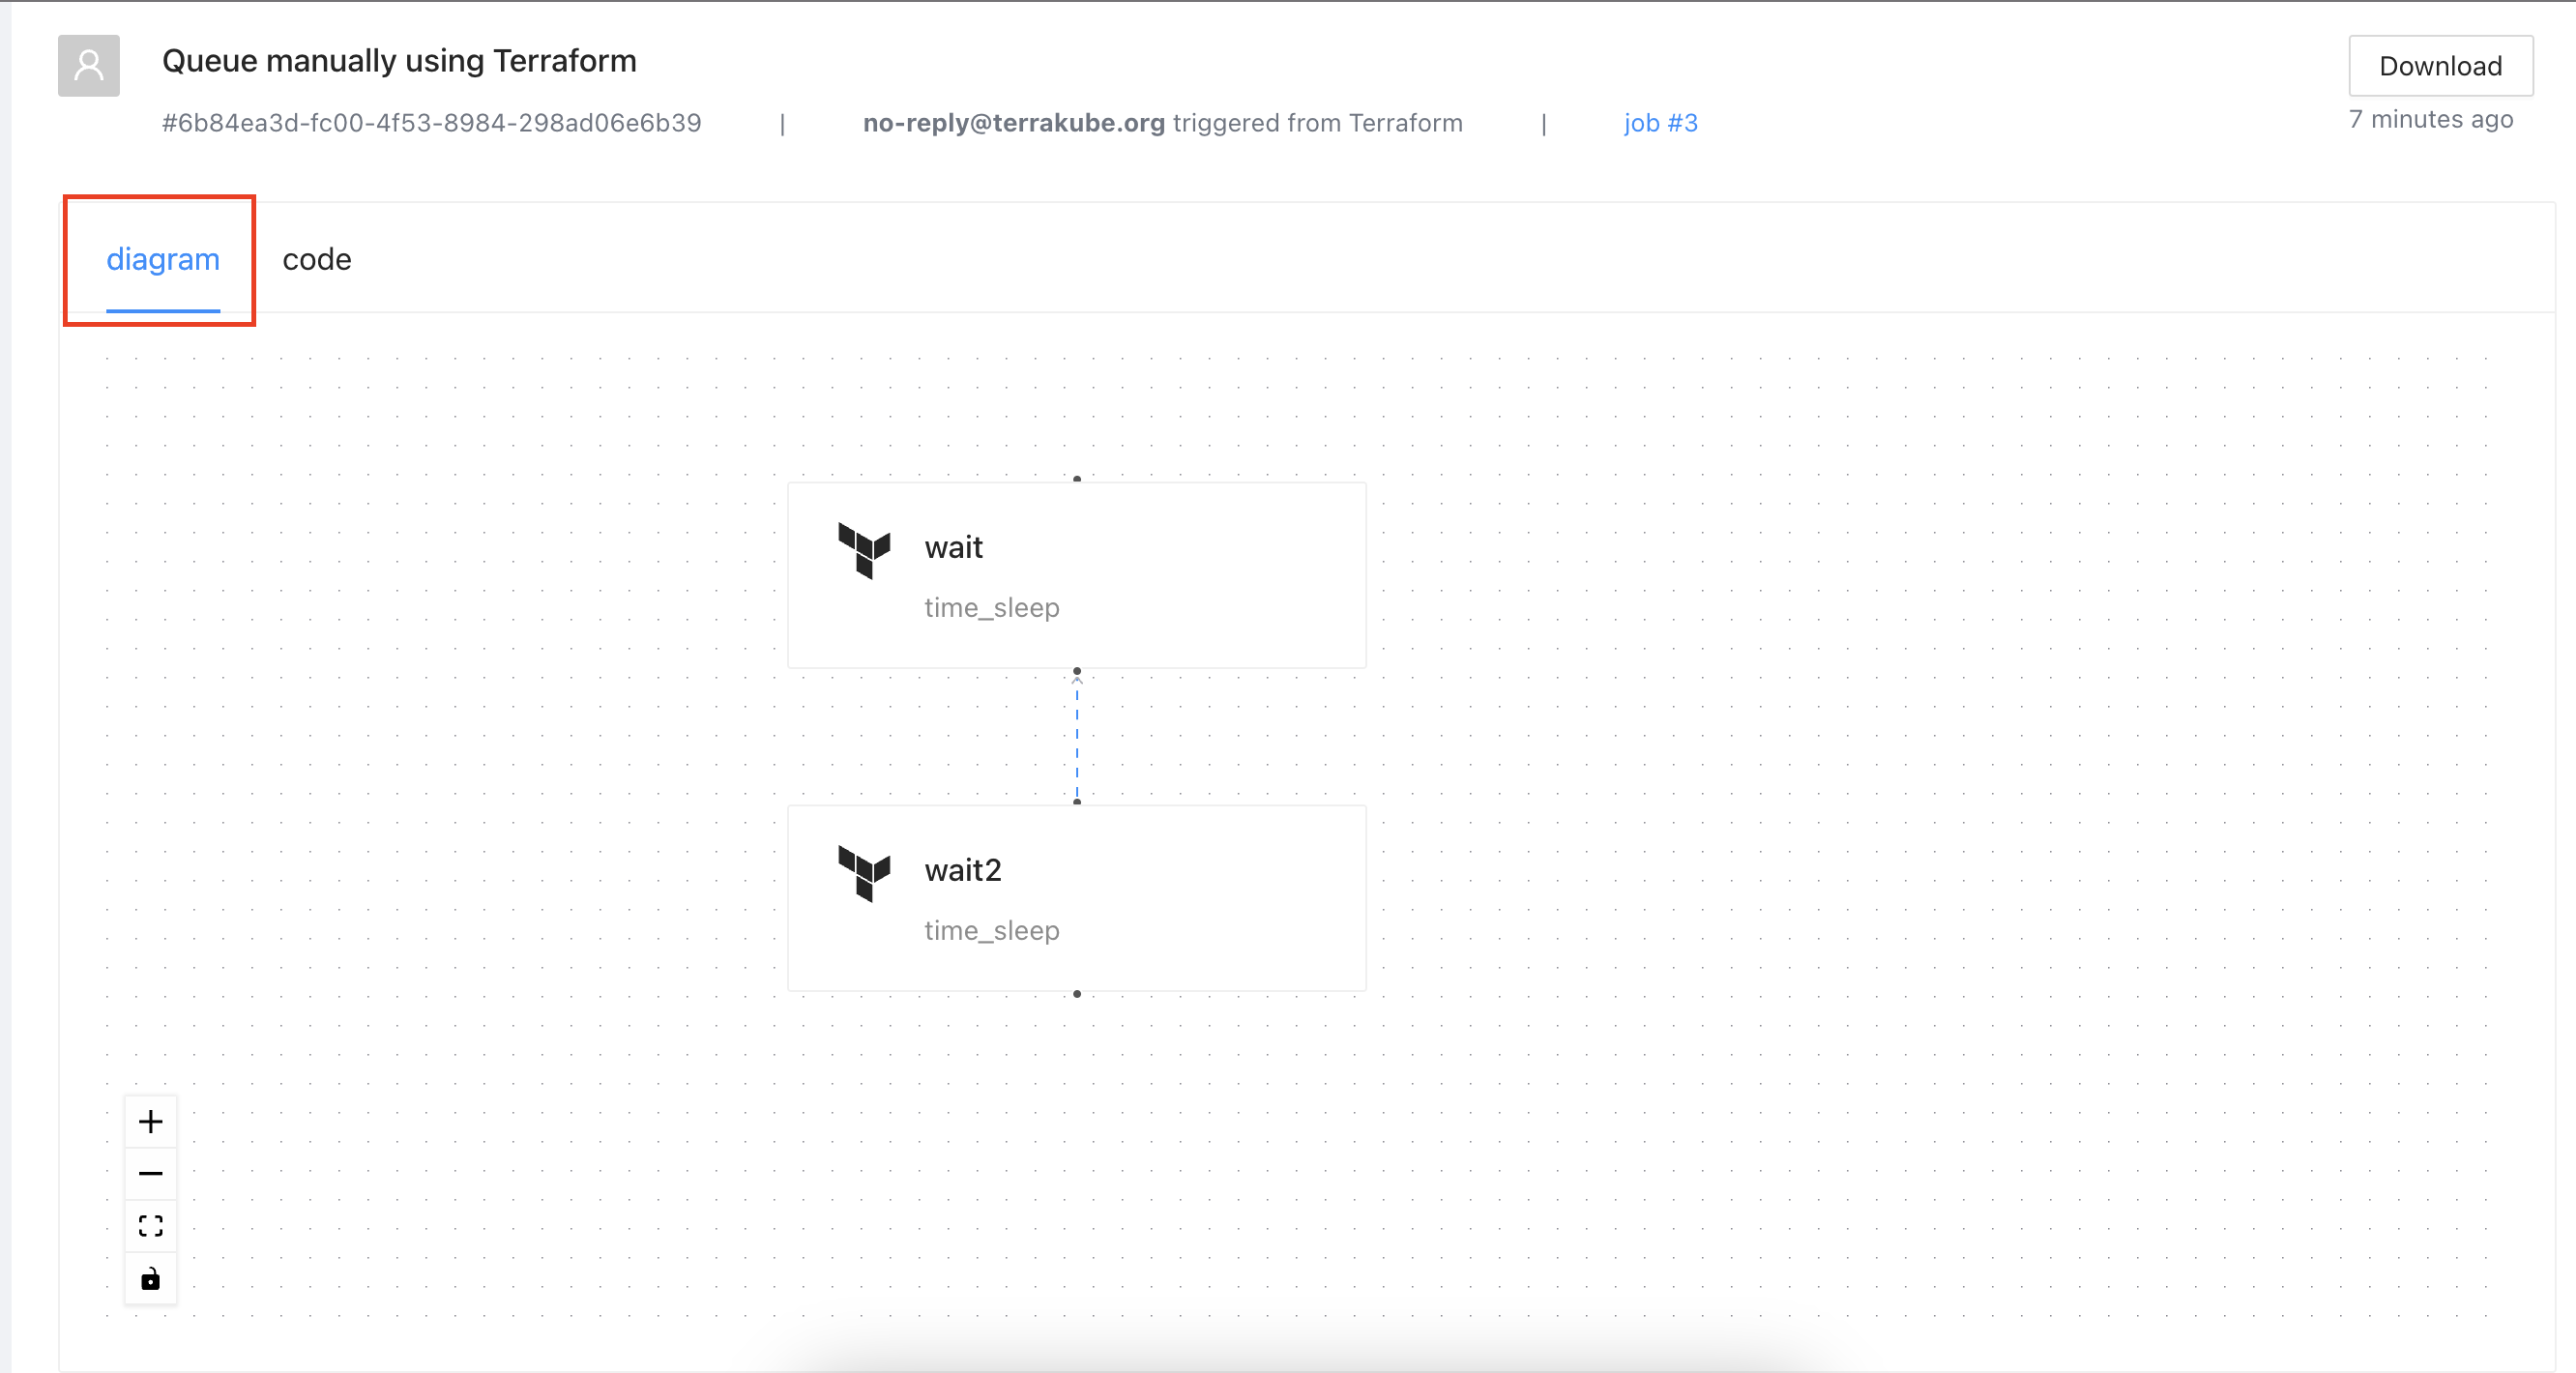 Queue manually using Terraform
Download
#6b84ea3d-fc00-4f53-8984-298ad06e6b39 | no-reply@terrakube.org triggered from Terraform | job #3
7 minutes ago
diagram code
wait
time_sleep
wait2
time_sleep